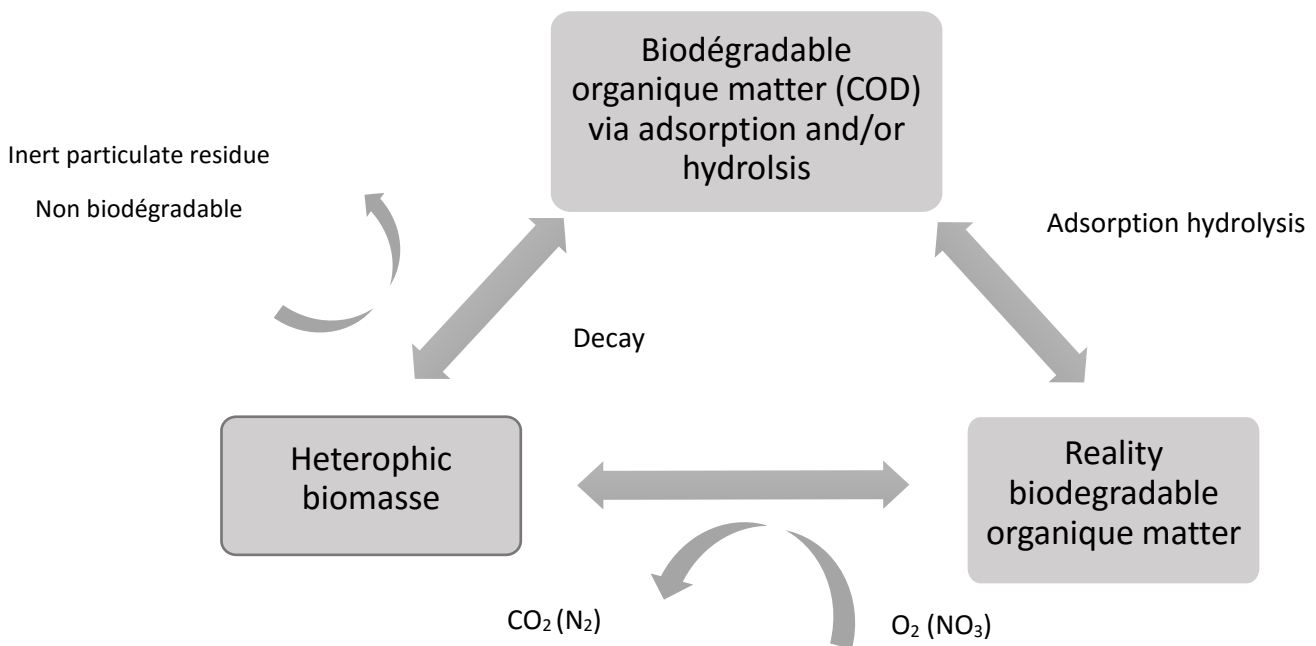 Biodégradable
organique matter (COD)
via adsorption and/or
hydrolsis
Inert particulate residue
Non biodégradable
Adsorption hydrolysis
Decay
Heterophic
biomasse
Reality
biodegradable
organique matter
CO₂ (N₂)
O₂ (NO₃)